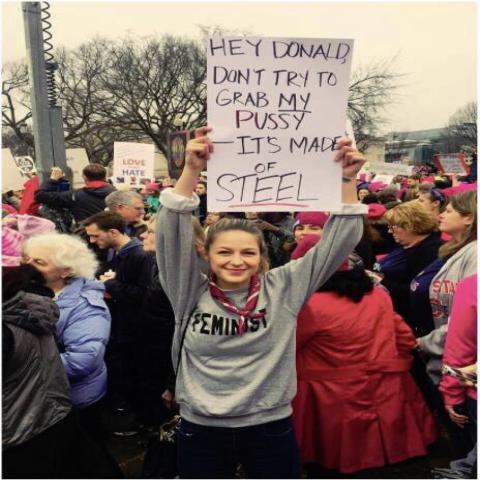 HEY DONALD,
DON'T TRY TO
GRAB MY
PUSSY
— IT'S MADE
OF
STEEL
LOVE
HATE
FEMINIST